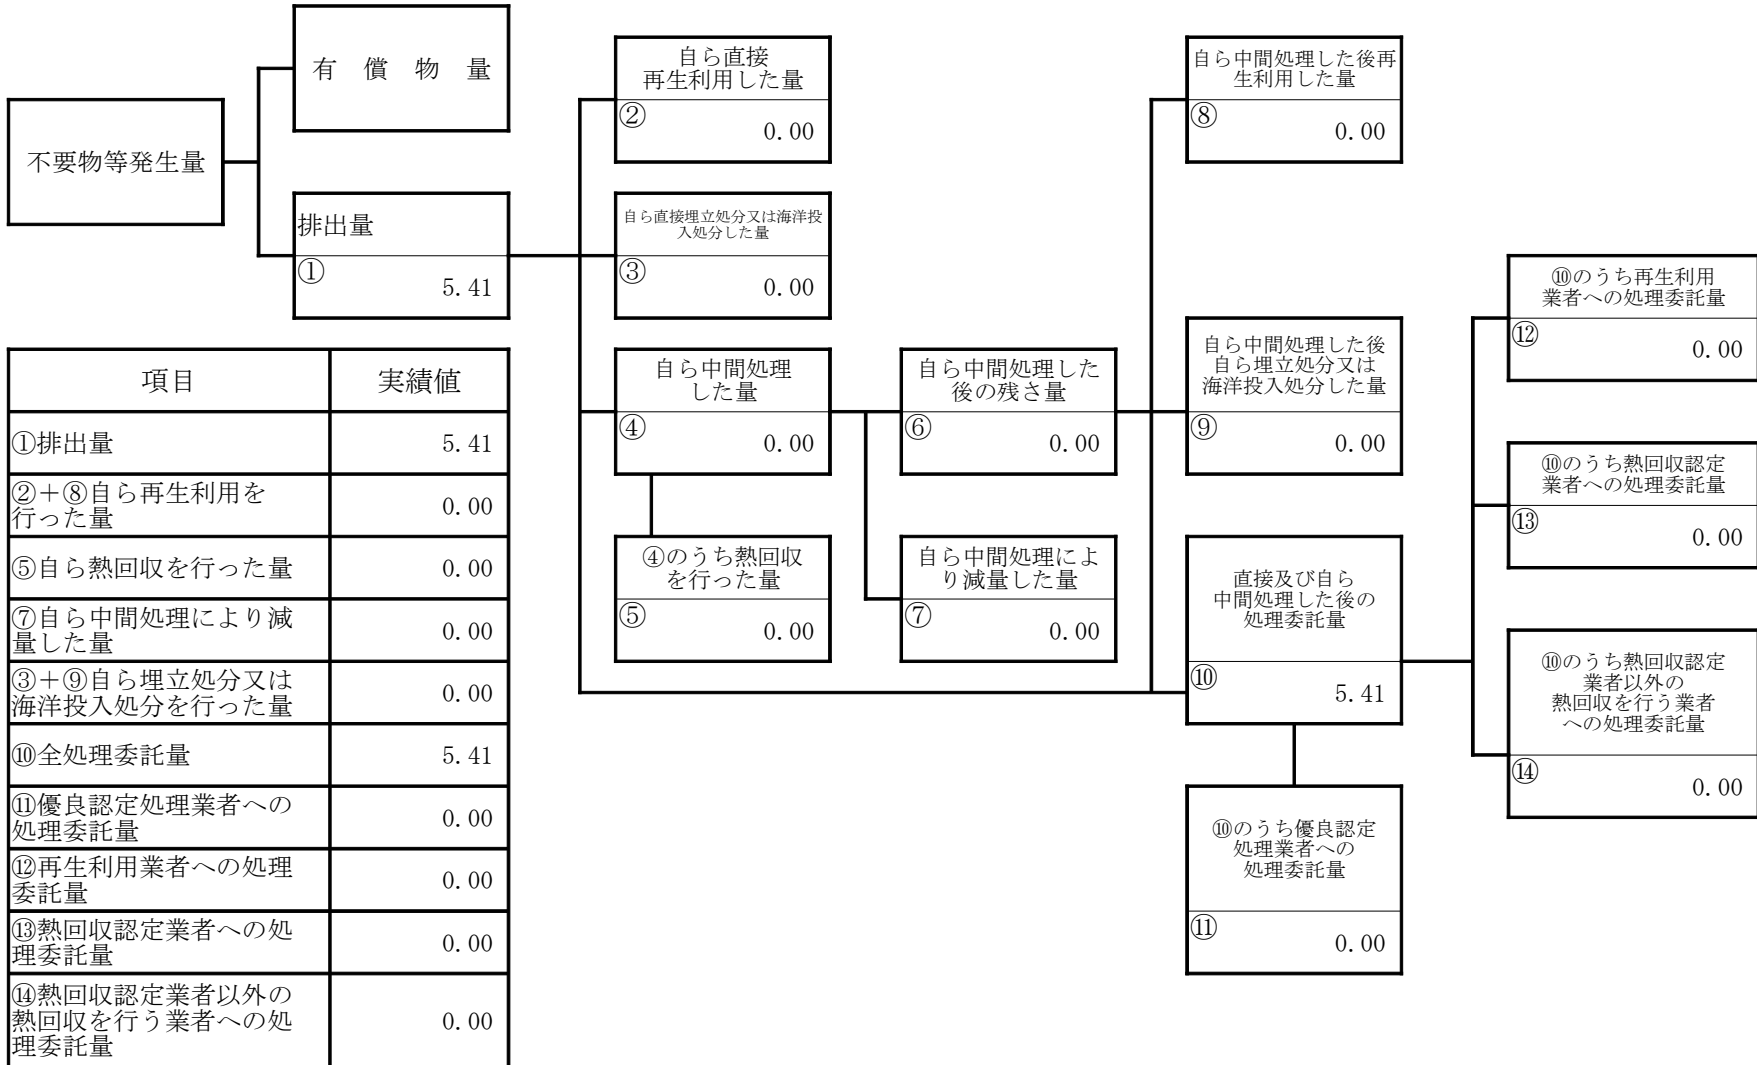 有償物量
不要物等発生量
排出量
①
5.41
自ら直接
再生利用した量
②
0.00
自ら直接埋立処分又は海洋投
入処分した量
③
0.00
自ら中間処理
した量
④
0.00
④のうち熱回収
を行った量
⑤
0.00
自ら中間処理した
後の残さ量
⑥
0.00
自ら中間処理によ
り減量した量
⑦
0.00
自ら中間処理した後再
生利用した量
⑧
0.00
自ら中間処理した後
自ら埋立処分又は
海洋投入処分した量
⑨
0.00
直接及び自ら
中間処理した後の
処理委託量
⑩
5.41
⑩のうち優良認定
処理業者への
処理委託量
⑪
0.00
⑩のうち再生利用
業者への処理委託量
⑫
0.00
⑩のうち熱回収認定
業者への処理委託量
⑬
0.00
⑩のうち熱回収認定
業者以外の
熱回収を行う業者
への処理委託量
⑭
0.00
項目 実績値
①排出量 5.41
②＋⑧自ら再生利用を
行った量 0.00
⑤自ら熱回収を行った量 0.00
⑦自ら中間処理により減
量した量 0.00
③＋⑨自ら埋立処分又は
海洋投入処分を行った量 0.00
⑩全処理委託量 5.41
⑪優良認定処理業者への
処理委託量 0.00
⑫再生利用業者への処理
委託量 0.00
⑬熱回収認定業者への処
理委託量 0.00
⑭熱回収認定業者以外の
熱回収を行う業者への処
理委託量 0.00